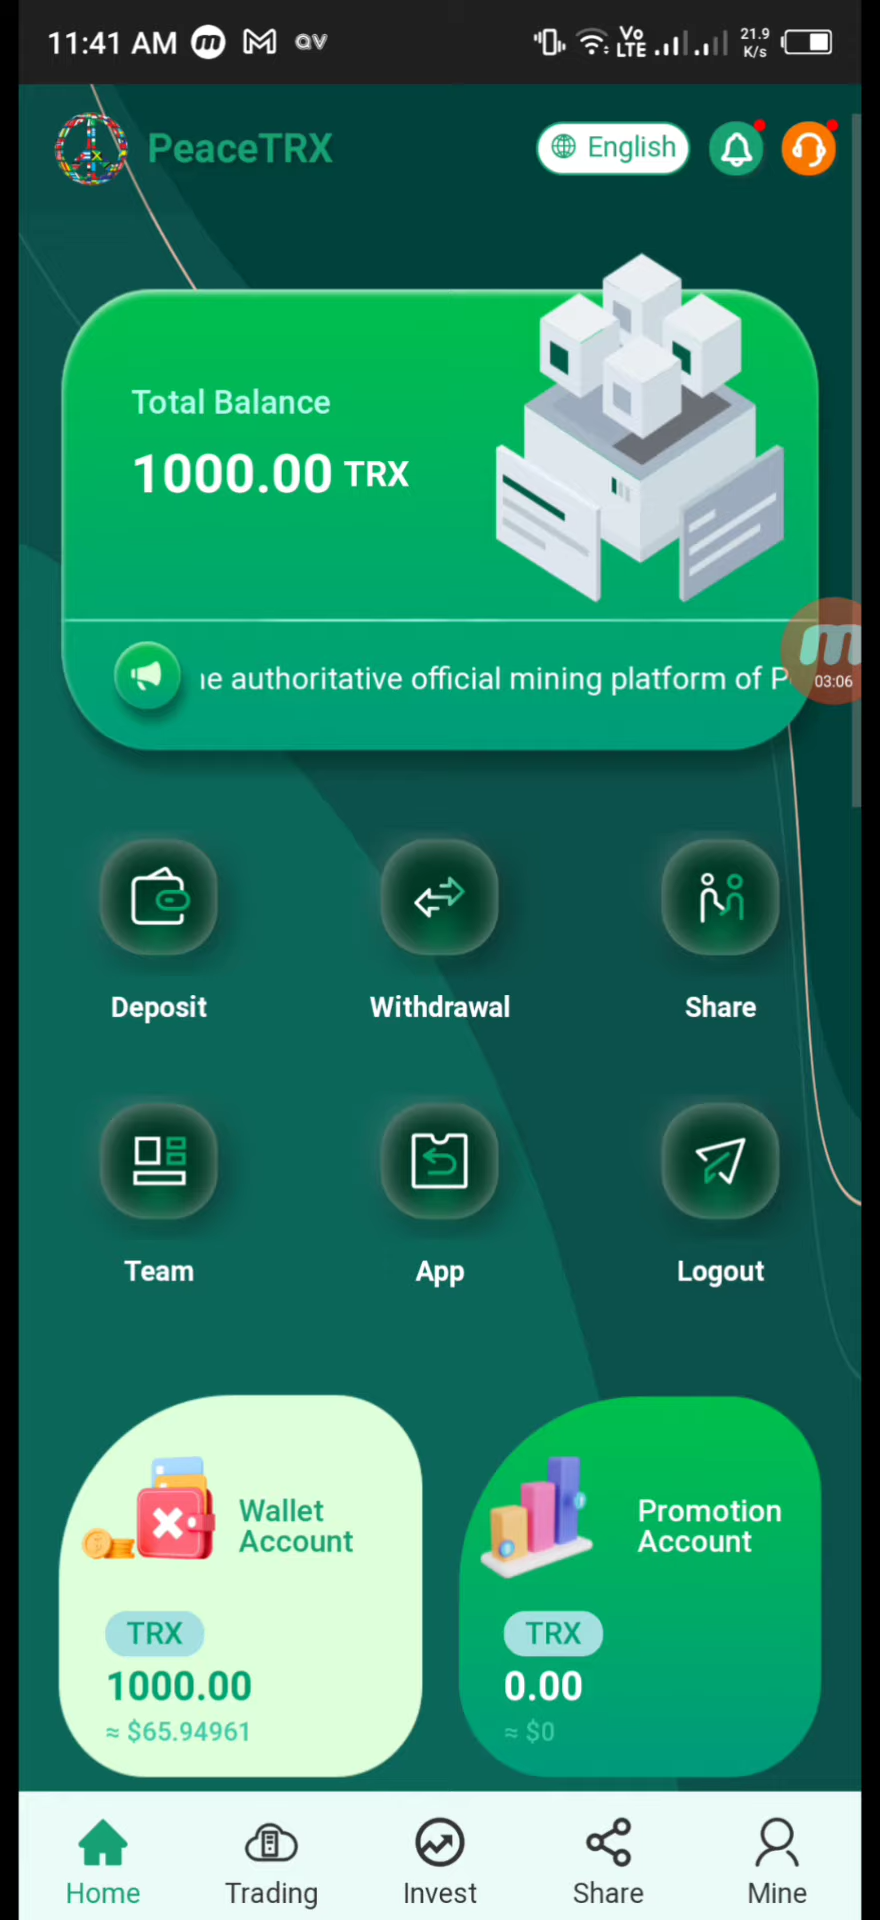 11:41 AM
Vo
LTE
21.9
K/s
PeaceTRX
English
Total Balance
1000.00 TRX
authoritative official mining platform of
03:06
Deposit
Withdrawal
Share
Team
App
Logout
Wallet
Account
TRX
1000.00
≈ $65.94961
Promotion
Account
TRX
0.00
≈ $0
Home
Trading
Invest
Share
Mine